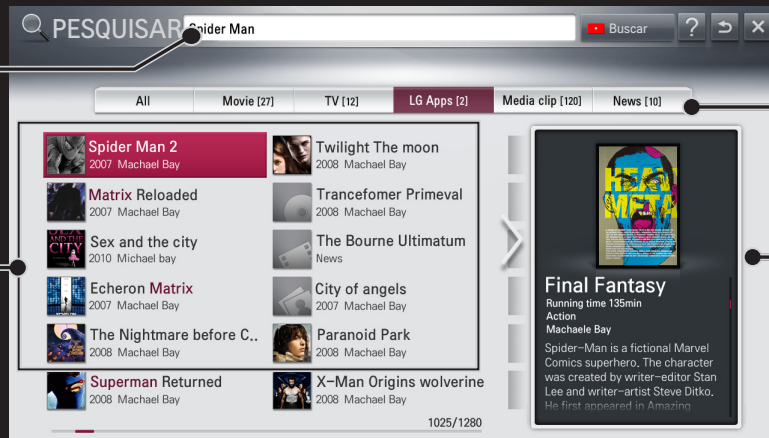 PESQUISAR
Spider Man
Buscar
?
All
Movie [27]
TV [12]
LG Apps [2]
Media clip [120]
News [10]
Spider Man 2
2007 Machael Bay
Matrix Reloaded
2007 Machael Bay
Sex and the city
2010 Michael bay
Echeron Matrix
2007 Machael Bay
The Nightmare before C..
2008 Machael Bay
Superman Returned
2008 Machael Bay
Twilight The moon
2008 Machael Bay
Trancefomer Primeval
2008 Machael Bay
The Bourne Ultimatum
News
City of angels
2007 Machael Bay
Paranoid Park
2008 Machael Bay
X-Man Origins wolverine
2008 Machael Bay
1025/1280
SEX
AND THE
CITY
HEAVY
META
Final Fantasy
Running time 135min
Action
Machaele Bay
Spider-Man is a fictional Marvel
Comics superhero. The character
was created by writer-editor Stan
Lee and writer-artist Steve Ditko.
He first appeared in Amazing